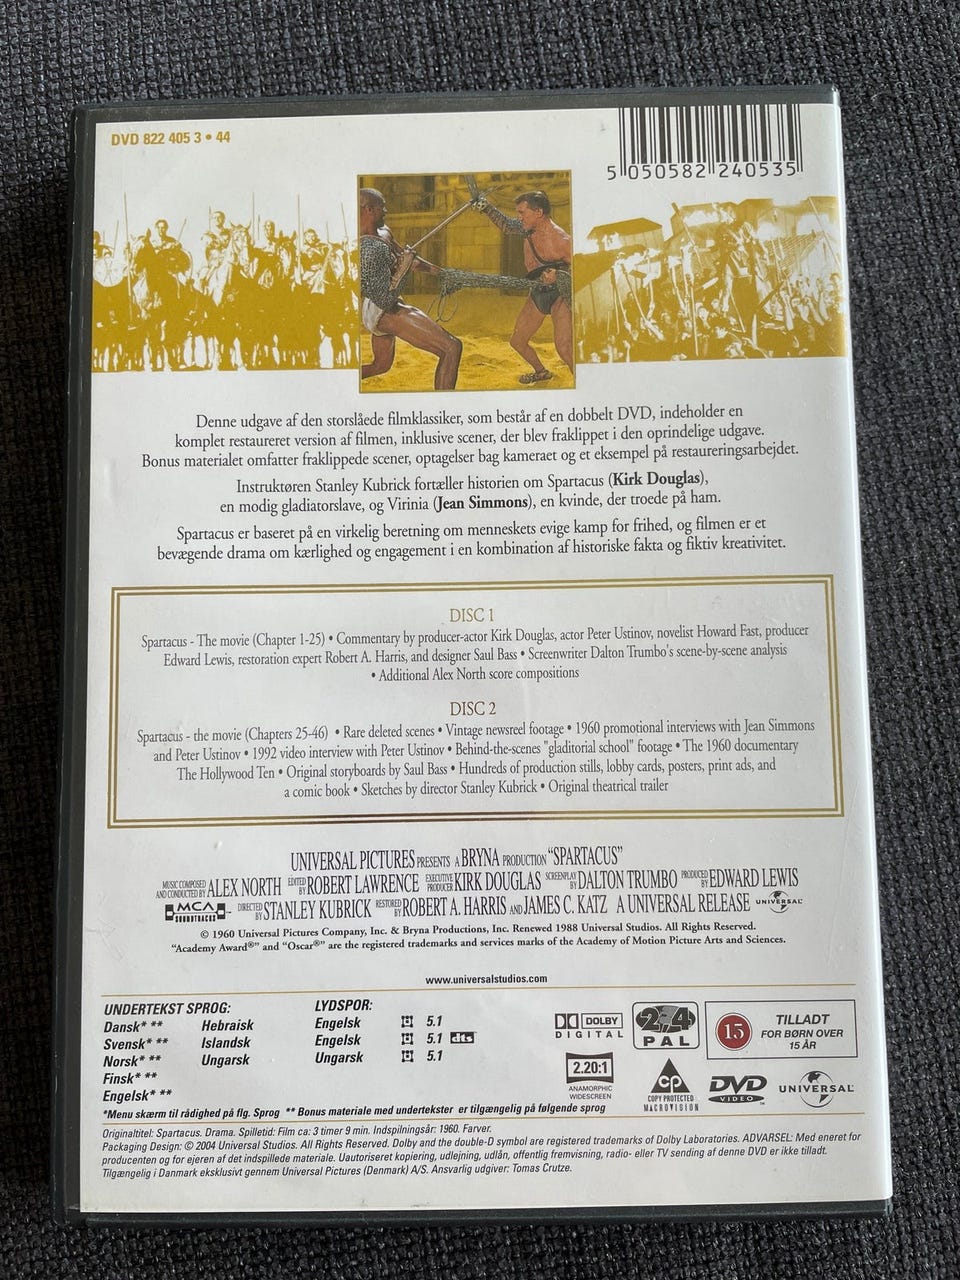 DVD 822 405 3 • 44
5 050582 240535
Denne udgave af den storslåede filmklassiker, som består af en dobbelt DVD, indeholder en
komplet restaureret version af filmen, inklusive scener, der blev fraklippet i den oprindelige udgave.
Bonus materialet omfatter fraklippede scener, optagelser bag kameraet og et eksempel på restaureringsarbejdet.
Instruktøren Stanley Kubrick fortæller historien om Spartacus (Kirk Douglas),
en modig gladiatorslave, og Virinia (Jean Simmons), en kvinde, der troede på ham.
Spartacus er baseret på en virkelig beretning om menneskets evige kamp for frihed, og filmen er et
bevægende drama om kærlighed og engagement i en kombination af historiske fakta og fiktiv kreativitet.
DISC 1
Spartacus - The movie (Chapter 1-25) • Commentary by producer-actor Kirk Douglas, actor Peter Ustinov, novelist Howard Fast, producer
Edward Lewis, restoration expert Robert A. Harris, and designer Saul Bass • Screenwriter Dalton Trumbo's scene-by-scene analysis
• Additional Alex North score compositions
DISC 2
Spartacus - the movie (Chapters 25-46) • Rare deleted scenes • Vintage newsreel footage • 1960 promotional interviews with Jean Simmons
and Peter Ustinov • 1992 video interview with Peter Ustinov • Behind-the-scenes "gladitorial school" footage • The 1960 documentary
The Hollywood Ten • Original storyboards by Saul Bass • Hundreds of production stills, lobby cards, posters, print ads, and
a comic book • Sketches by director Stanley Kubrick • Original theatrical trailer
UNIVERSAL PICTURES PRESENTS A BRYNA PRODUCTION "SPARTACUS"
MUSIC COMPOSED AND CONDUCTED BY ALEX NORTH EDITED BY ROBERT LAWRENCE EXECUTIVE PRODUCER KIRK DOUGLAS SCREENPLAY BY DALTON TRUMBO PRODUCED BY EDWARD LEWIS
MCA SOUNDTRACKS DIRECTED BY STANLEY KUBRICK RESTORED BY ROBERT A. HARRIS AND JAMES C. KATZ A UNIVERSAL RELEASE UNIVERSAL
© 1960 Universal Pictures Company, Inc. & Bryna Productions, Inc. Renewed 1988 Universal Studios. All Rights Reserved.
"Academy Award®" and "Oscar®" are the registered trademarks and services marks of the Academy of Motion Picture Arts and Sciences.
www.universalstudios.com
UNDERTEKST SPROG:
Dansk* ** Hebraisk
Svensk* ** Islandsk
Norsk* ** Ungarsk
Finsk* **
Engelsk* **
LYDSPOR:
Engelsk 5.1
Engelsk 5.1 dts
Ungarsk 5.1
DOLBY
DIGITAL
2.20:1
ANAMORPHIC
WIDESCREEN
2,4
PAL
CP
COPY PROTECTED
MACROVISION
15
TILLADT
FOR BØRN OVER
15 ÅR
DVD
VIDEO
UNIVERSAL
*Menu skærm til rådighed på flg. Sprog ** Bonus materiale med undertekster er tilgængelig på følgende sprog
Originaltitel: Spartacus. Drama. Spilletid: Film ca: 3 timer 9 min. Indspilningsår: 1960. Farver.
Packaging Design: © 2004 Universal Studios. All Rights Reserved. Dolby and the double-D symbol are registered trademarks of Dolby Laboratories. ADVARSEL: Med eneret for
producenten og for ejeren af det indspillede materiale. Uautoriseret kopiering, udlejning, udlån, offentlig fremvisning, radio- eller TV sending af denne DVD er ikke tilladt.
Tilgængelig i Danmark eksklusivt gennem Universal Pictures (Denmark) A/S. Ansvarlig udgiver: Tomas Crutze.